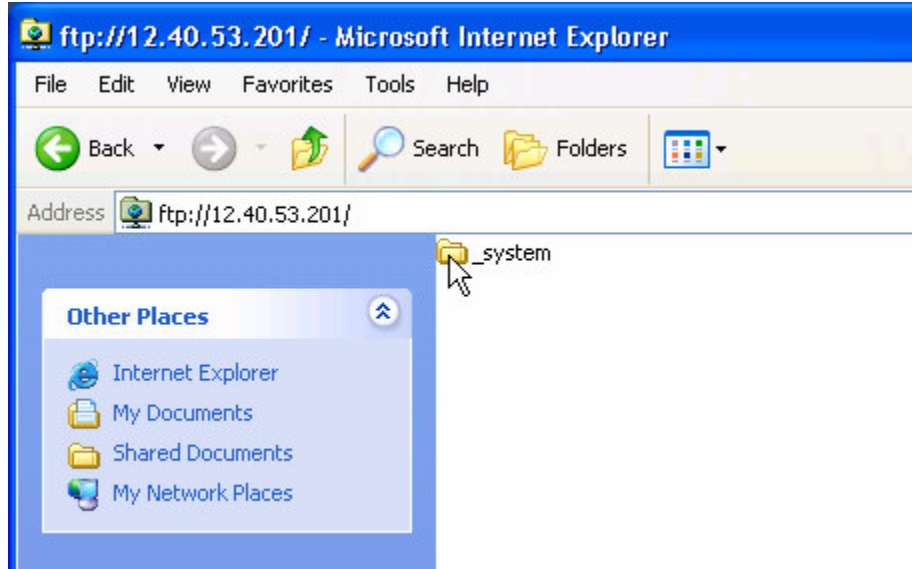 ftp://12.40.53.201/ - Microsoft Internet Explorer
File Edit View Favorites Tools Help
Back Search Folders
Address ftp://12.40.53.201/
_system
Other Places
Internet Explorer
My Documents
Shared Documents
My Network Places